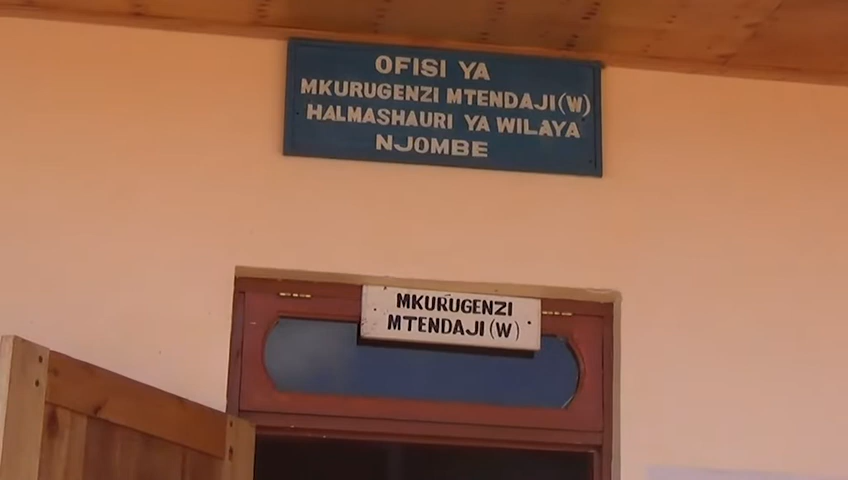 OFISI YA
MKURUGENZI MTENDAJI(W)
HALMASHAURI YA WILAYA
NJOMBE
MKURUGENZI
MTENDAJI(W)